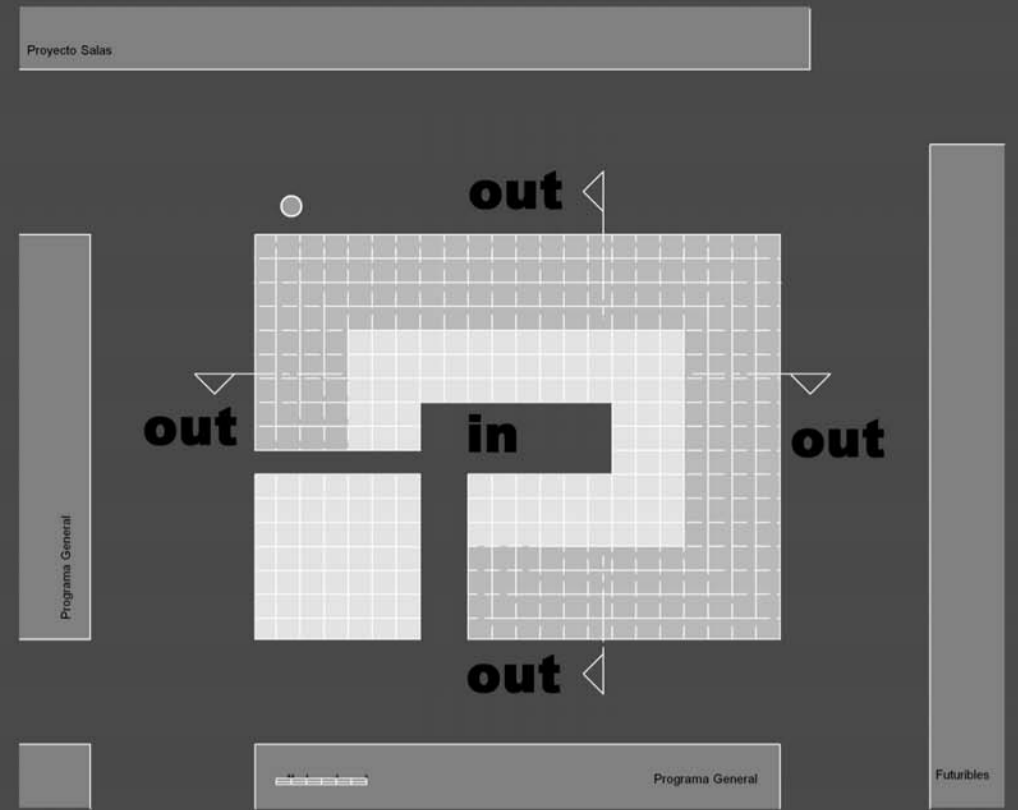 Proyecto Salas
out
out
in
out
Programa General
out
Programa General
Futuribles